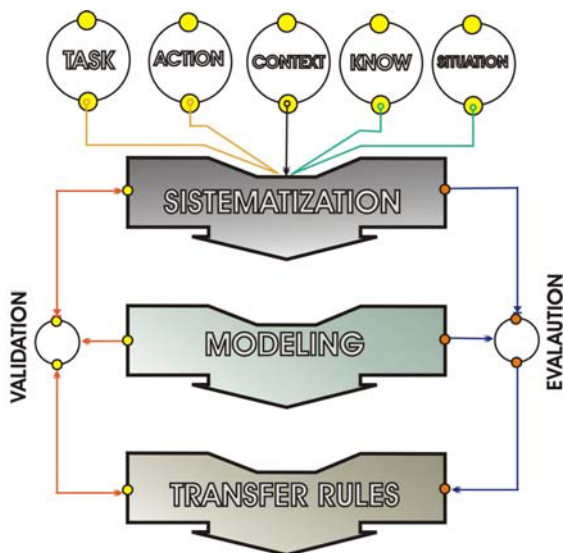 TASK
ACTION
CONTEXT
KNOW
SITUATION
SISTEMATIZATION
VALIDATION
MODELING
EVALAUTION
TRANSFER RULES